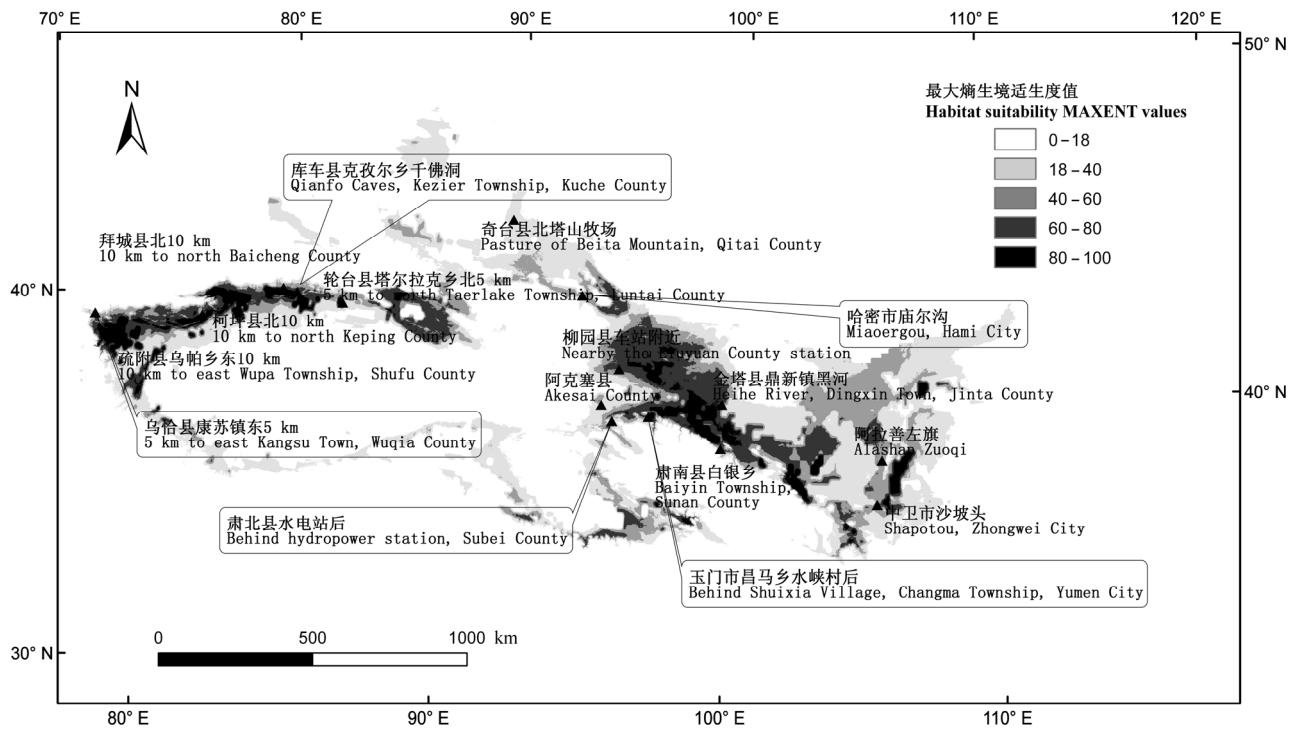 70° E
80° E
90° E
100° E
110° E
120° E
50° N
N
最大熵生境适生度值
Habitat suitability MAXENT values
0–18
18–40
40–60
60–80
80–100
库车县克孜尔乡千佛洞
Qianfo Caves, Kezier Township, Kuche County
奇台县北塔山牧场
Pasture of Beita Mountain, Qitai County
拜城县北10 km
10 km to north Baicheng County
轮台县塔尔拉克乡北5 km
5 km to north Taerlake Township, Luntai County
40° N
哈密市庙尔沟
Miaoergou, Hami City
柯坪县北10 km
10 km to north Keping County
柳园县车站附近
Nearby the Liuyuan County station
疏附县乌帕乡东10 km
10 km to east Wupa Township, Shufu County
阿克塞县
Akesai County
金塔县鼎新镇黑河
Heihe River, Dingxin Town, Jinta County
40° N
乌恰县康苏镇东5 km
5 km to east Kangsu Town, Wuqia County
阿拉善左旗
Alashan Zuoqi
肃南县白银乡
Baiyin Township,
Sunan County
中卫市沙坡头
Shapotou, Zhongwei City
肃北县水电站后
Behind hydropower station, Subei County
玉门市昌马乡水峡村后
Behind Shuixia Village, Changma Township, Yumen City
0
500
1000 km
30° N
30° N
80° E
90° E
100° E
110° E